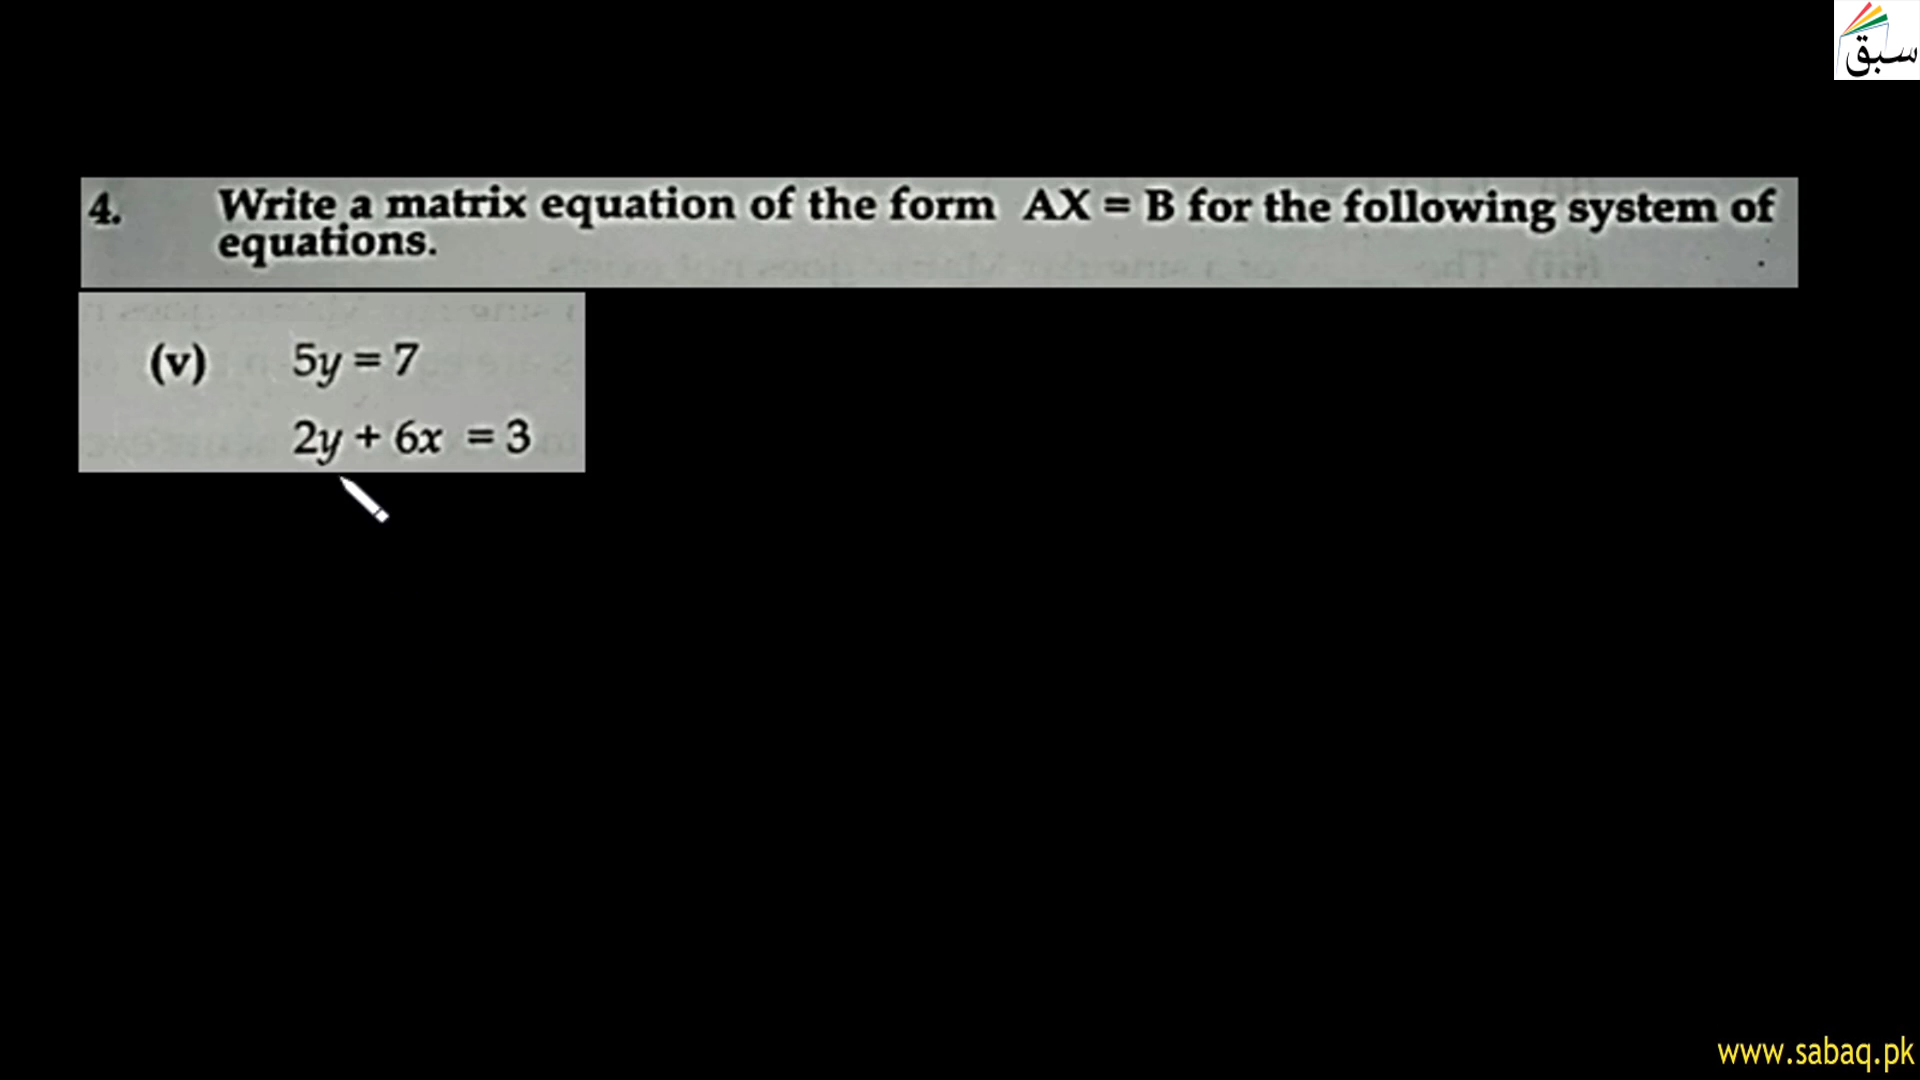 سبق
4. Write a matrix equation of the form AX = B for the following system of
equations.
(v) 5y = 7
2y + 6x = 3
www.sabaq.pk